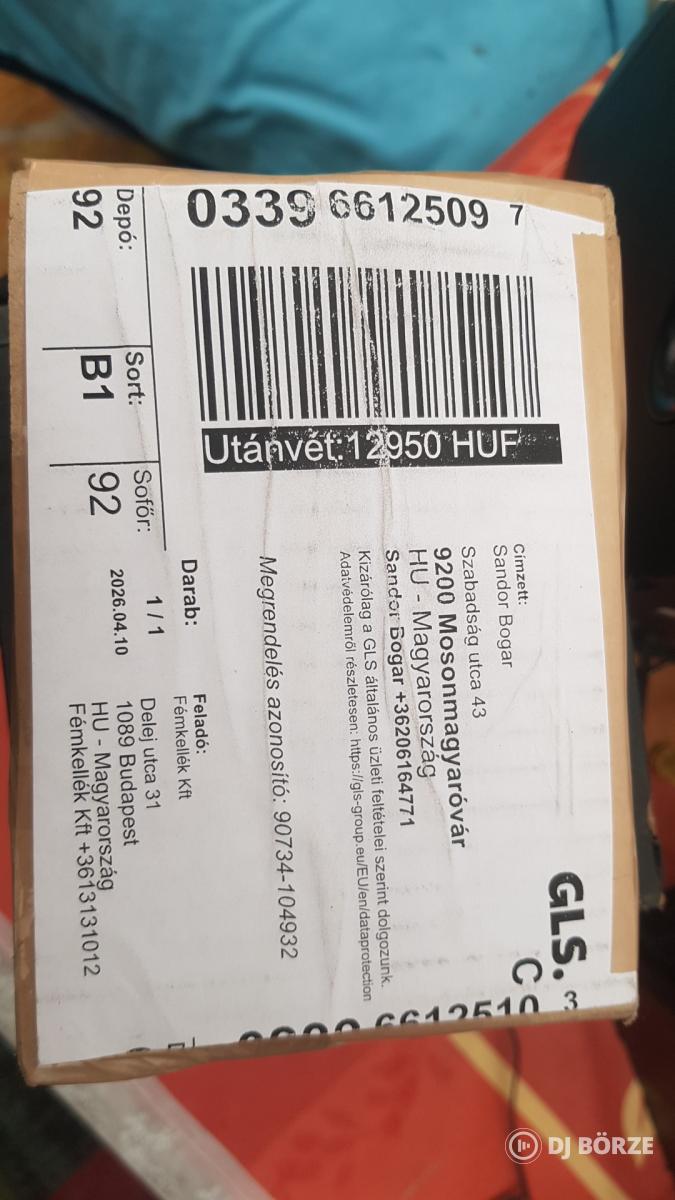 0339 6612509 7
Utánvét:12950 HUF
Címzett:
Sandor Bogar
Szabadság utca 43
9200 Mosonmagyaróvár
HU - Magyarország
Sandor Bogar +36206164771
Kizárólag a GLS általános üzleti feltételei szerint dolgozunk.
Adatvédelemről részletesen: https://gls-group.eu/EU/en/dataprotection
Megrendelés azonosító: 90734-104932
Depó:
92
Sort:
B1
Sofőr:
92
Darab:
1 / 1
2026.04.10
Feladó:
Fémkellék Kft
Delej utca 31
1089 Budapest
HU - Magyarország
Fémkellék Kft +3613131012
GLS.
3
DJ BÖRZE